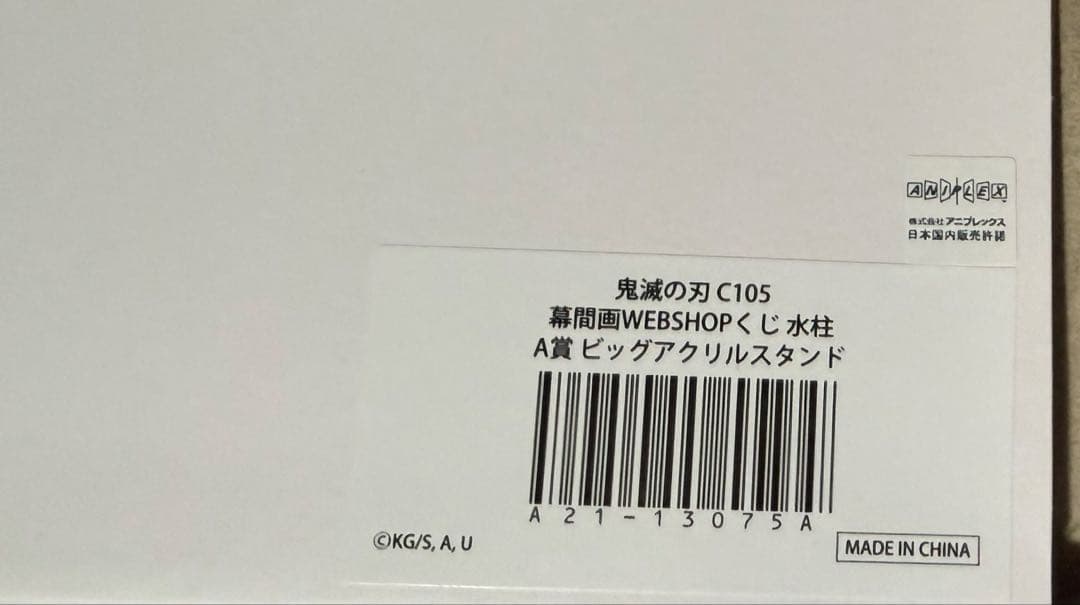 ANIPLEX
株式会社アニプレックス
日本国内販売許諾
鬼滅の刃 C105
幕間画WEBSHOPくじ 水柱
A賞 ビッグアクリルスタンド
A21-13075A
©KG/S, A, U
MADE IN CHINA